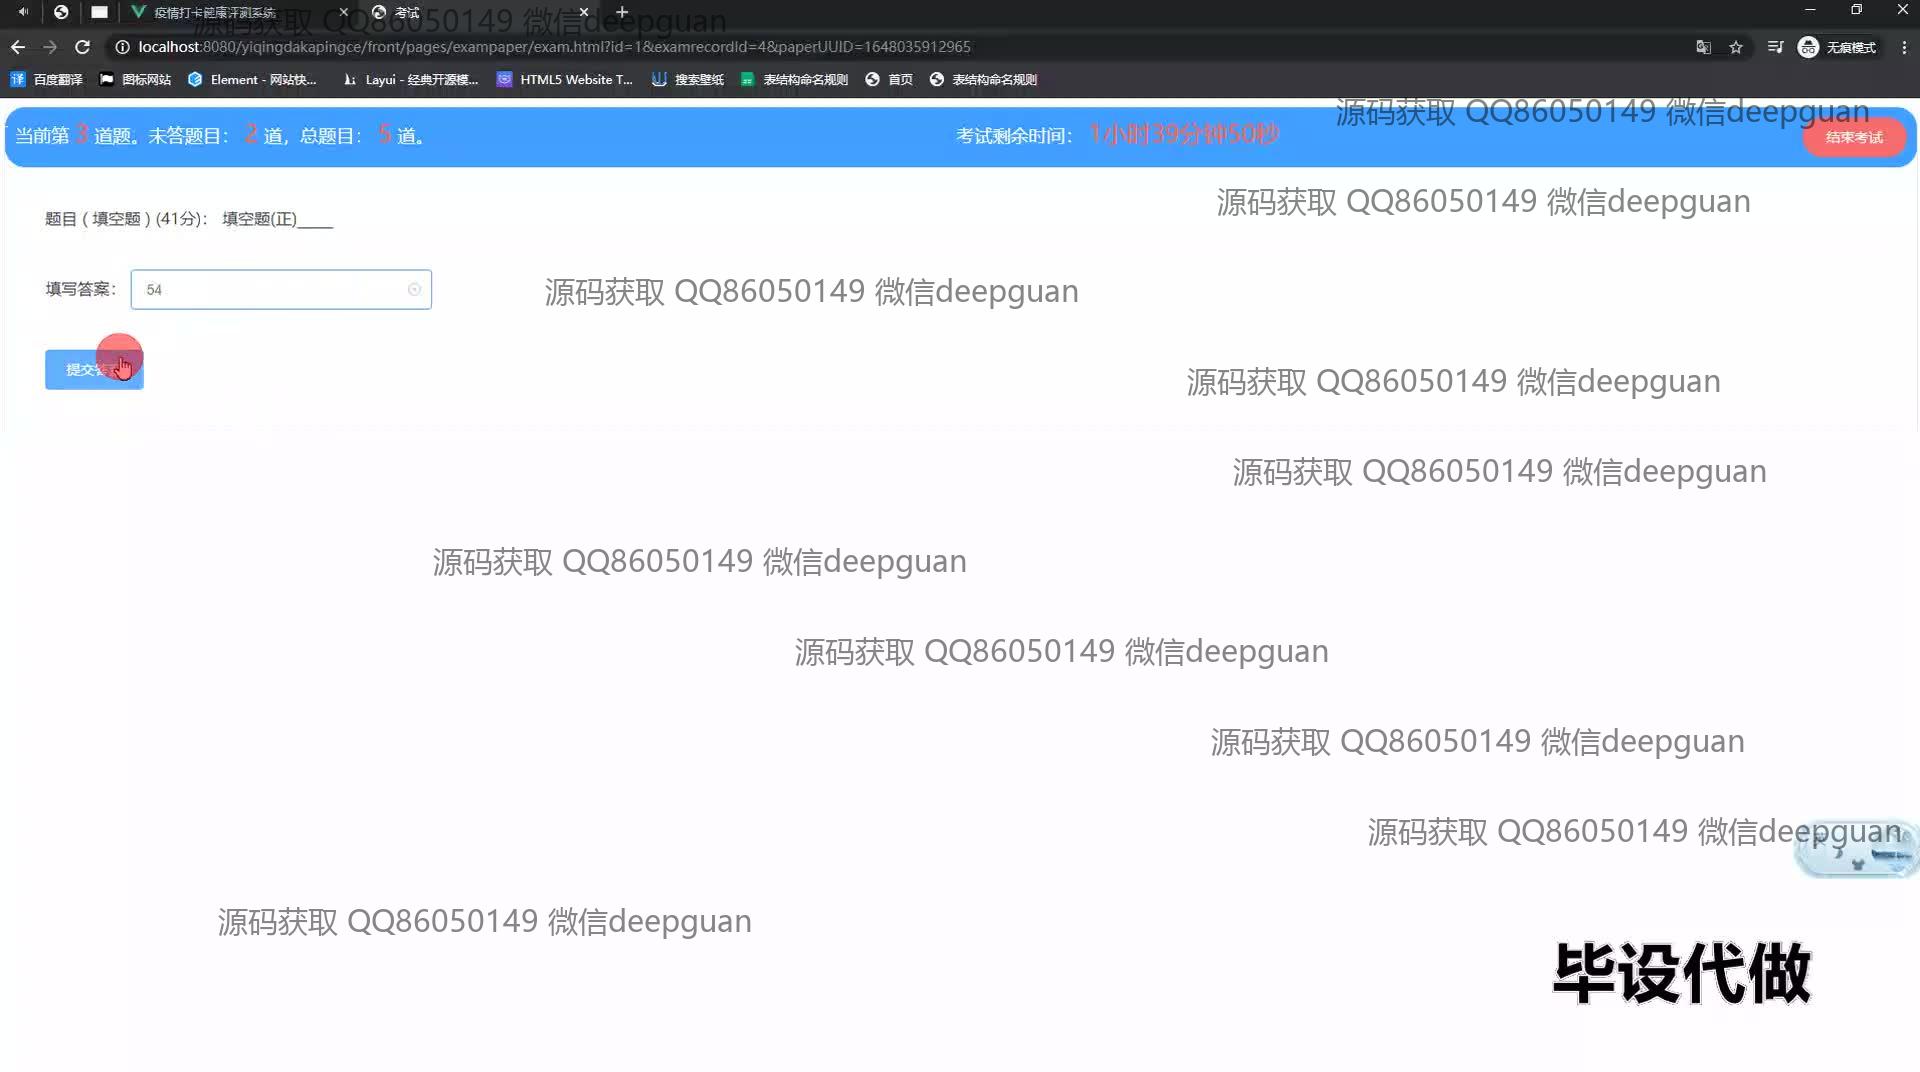 疫情打卡健康评测系统
考试
源码获取 QQ86050149 微信deepguan
localhost:8080/yiqingdakapingce/front/pages/exampaper/exam.html?id=1&examrecordId=4&paperUUID=1648035912965
无痕模式
百度翻译
图标网站
Element - 网站快...
Layui - 经典开源模...
HTML5 Website T...
搜索壁纸
表结构命名规则
首页
表结构命名规则
源码获取 QQ86050149 微信deepguan
当前第 3 道题。未答题目： 2 道，总题目： 5 道。
考试剩余时间： 1小时39分钟50秒
结束考试
源码获取 QQ86050149 微信deepguan
题目 ( 填空题 ) (41分)： 填空题(正)____
填写答案： 54
源码获取 QQ86050149 微信deepguan
提交
源码获取 QQ86050149 微信deepguan
源码获取 QQ86050149 微信deepguan
源码获取 QQ86050149 微信deepguan
源码获取 QQ86050149 微信deepguan
源码获取 QQ86050149 微信deepguan
源码获取 QQ86050149 微信deepguan
源码获取 QQ86050149 微信deepguan
毕设代做